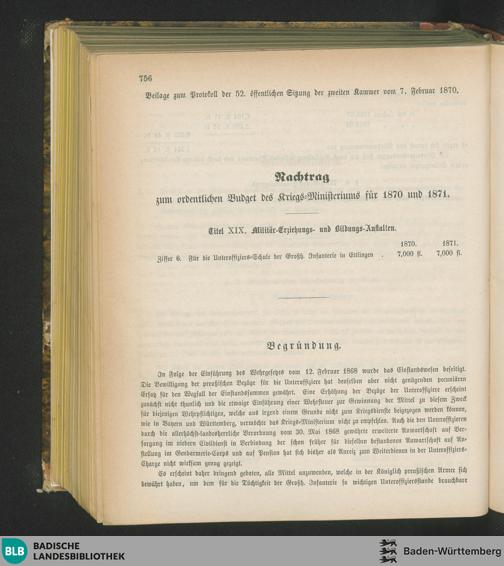 756
Beilage zum Protokoll der 52. öffentlichen Sitzung der zweiten Kammer vom 7. Februar 1870.
Nachtrag
zum ordentlichen Budget des Kriegs-Ministeriums für 1870 und 1871.
Titel XIX. Militär-Erziehungs- und Bildungs-Anstalten.
1870. 1871.
Ziffer 6. Für die Unteroffiziers-Schule der Großh. Infanterie in Ettlingen . 7,000 fl. 7,000 fl.
Begründung.
In Folge der Einführung des Wehrgesetzes vom 12. Februar 1868 wurde das Einstandswesen beseitigt.
Die Bewilligung der preußischen Bezüge für die Unteroffiziere hat denselben aber nicht genügenden pecuniären
Ersatz für den Wegfall der Einstandssummen gewährt. Eine Erhöhung der Bezüge der Unteroffiziere erscheint
zunächst nicht thunlich und die etwaige Einführung einer Wehrsteuer zur Gewinnung der Mittel zu diesem Zweck
für diejenigen Wehrpflichtigen, welche aus irgend einem Grunde nicht zum Kriegsdienste beigezogen werden können,
wie in Bayern und Württemberg, vermöchte das Kriegs-Ministerium nicht zu empfehlen. Auch die den Unteroffizieren
durch die allerhöchst-landesherrliche Verordnung vom 30. Mai 1868 gewährte erweiterte Anwartschaft auf Ver-
sorgung im niederen Civildienst in Verbindung der schon früher für dieselben bestandenen Anwartschaft auf An-
stellung im Gendarmerie-Corps und auf Pension hat sich bisher als Anreiz zum Weiterdienen in der Unteroffiziers-
Charge nicht wirksam genug gezeigt.
Es erscheint daher dringend geboten, alle Mittel anzuwenden, welche in der Königlich preußischen Armee sich
bewährt haben, um dem für die Tüchtigkeit der Großh. Infanterie so wichtigen Unteroffiziersstande brauchbare
BLB
BADISCHE
LANDESBIBLIOTHEK
Baden-Württemberg